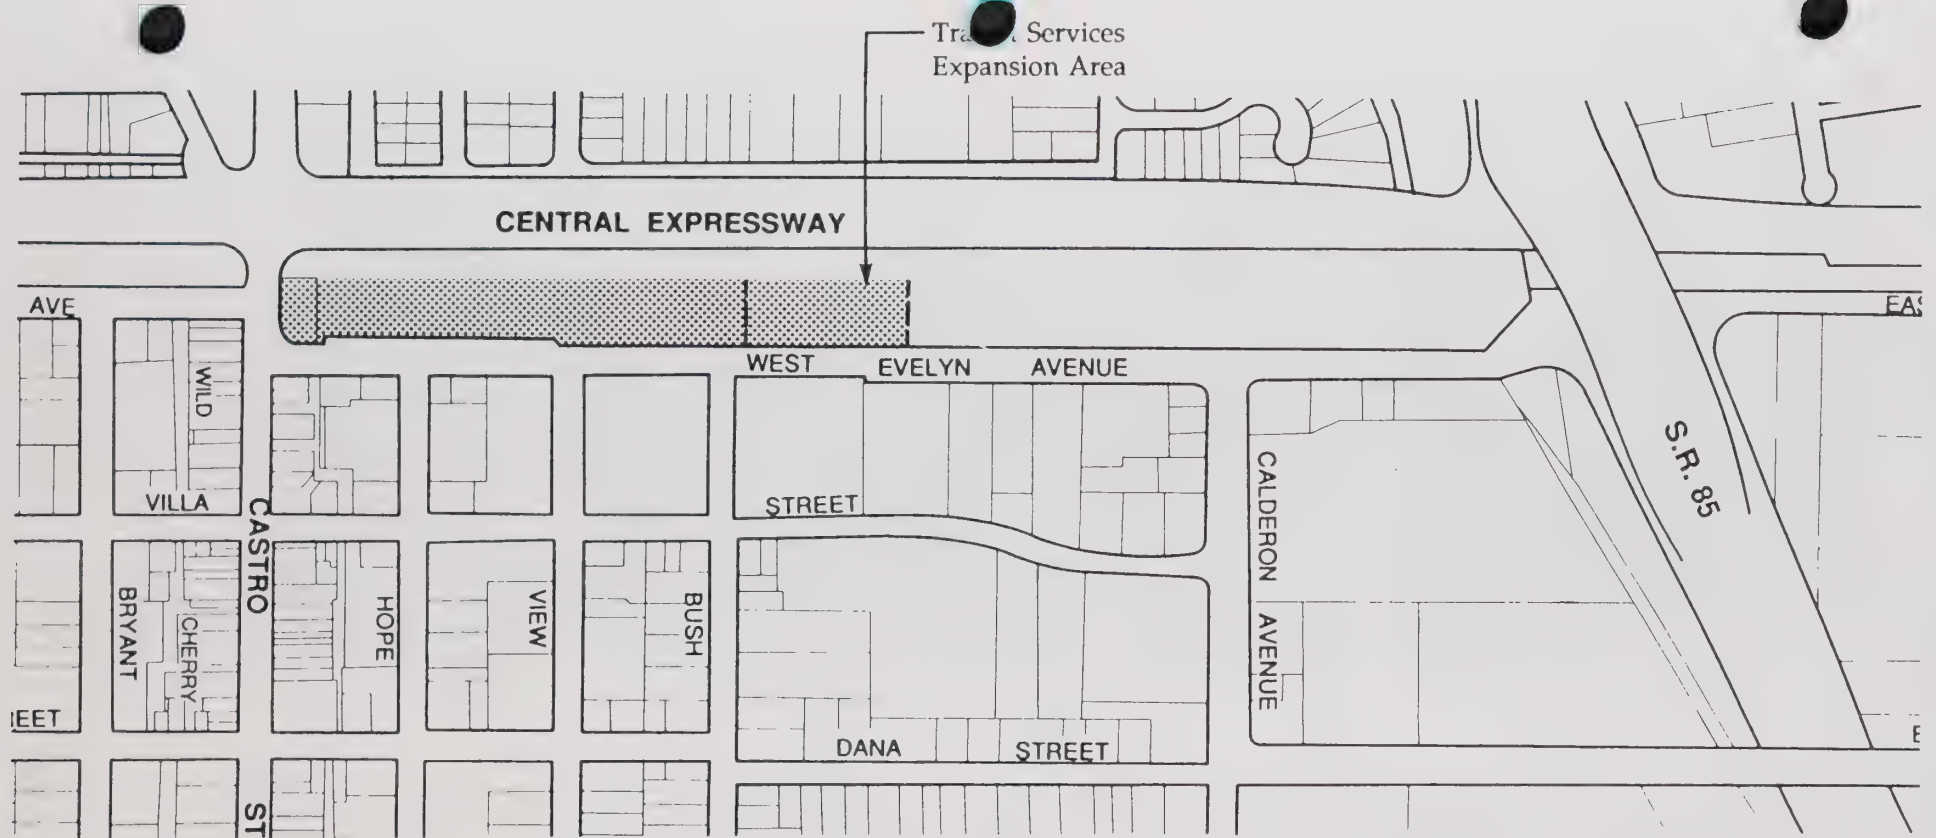 Services
Expansion Area
CENTRAL EXPRESSWAY
AVE
WEST EVELYN AVENUE
WILD
S.R. 85
VILLA
STREET
CASTRO
CALDERON AVENUE
BRYANT
CHERRY
HOPE
VIEW
BUSH
DANA STREET
ST